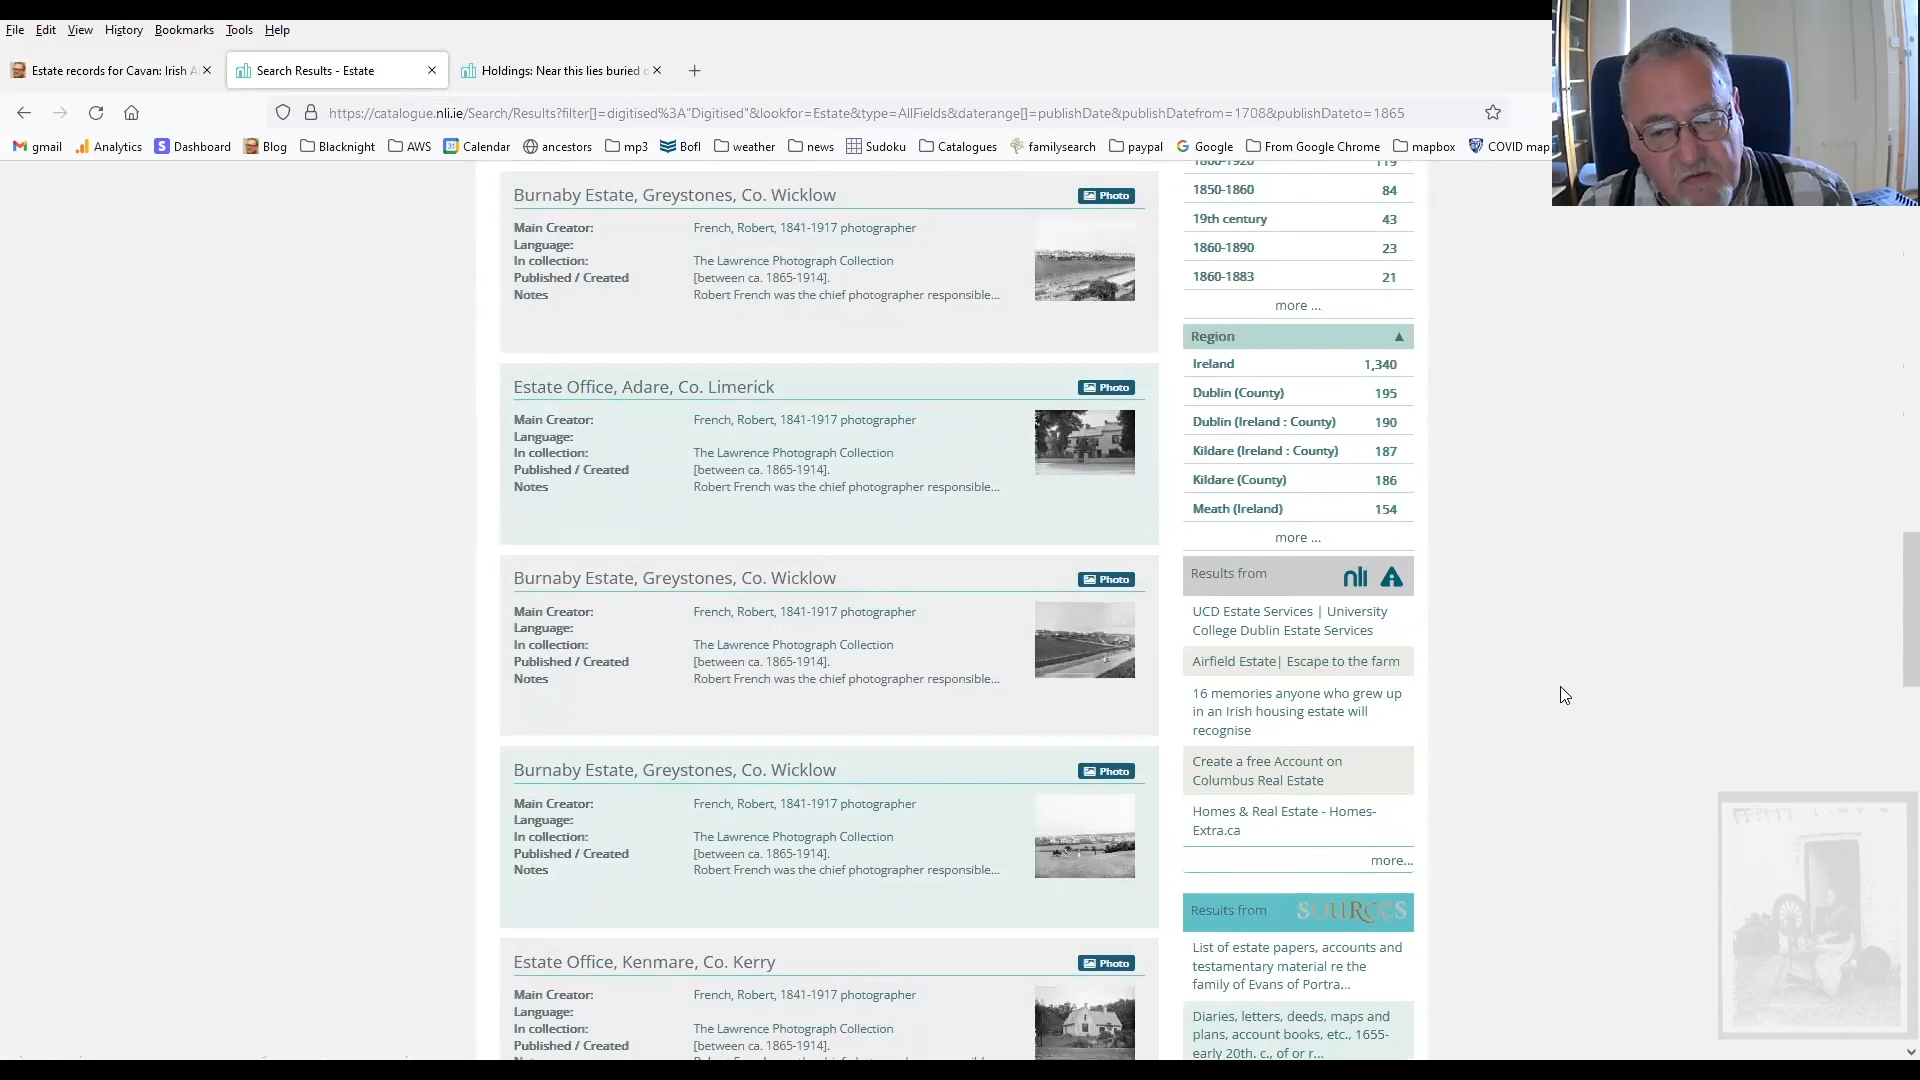 File Edit View History Bookmarks Tools Help
Estate records for Cavan: Irish A
Search Results - Estate
Holdings: Near this lies buried o
https://catalogue.nli.ie/Search/Results?filter[]=digitised%3A"Digitised"&lookfor=Estate&type=AllFields&daterange[]=publishDate&publishDatefrom=1708&publishDateto=1865
gmail Analytics Dashboard Blog Blacknight AWS Calendar ancestors mp3 BofI weather news Sudoku Catalogues familysearch paypal Google From Google Chrome mapbox COVID map
Burnaby Estate, Greystones, Co. Wicklow
Photo
Main Creator: French, Robert, 1841-1917 photographer
Language:
In collection: The Lawrence Photograph Collection
Published / Created [between ca. 1865-1914].
Notes Robert French was the chief photographer responsible...
Estate Office, Adare, Co. Limerick
Photo
Main Creator: French, Robert, 1841-1917 photographer
Language:
In collection: The Lawrence Photograph Collection
Published / Created [between ca. 1865-1914].
Notes Robert French was the chief photographer responsible...
Burnaby Estate, Greystones, Co. Wicklow
Photo
Main Creator: French, Robert, 1841-1917 photographer
Language:
In collection: The Lawrence Photograph Collection
Published / Created [between ca. 1865-1914].
Notes Robert French was the chief photographer responsible...
Burnaby Estate, Greystones, Co. Wicklow
Photo
Main Creator: French, Robert, 1841-1917 photographer
Language:
In collection: The Lawrence Photograph Collection
Published / Created [between ca. 1865-1914].
Notes Robert French was the chief photographer responsible...
Estate Office, Kenmare, Co. Kerry
Photo
Main Creator: French, Robert, 1841-1917 photographer
Language:
In collection: The Lawrence Photograph Collection
Published / Created [between ca. 1865-1914].
1850-1860 84
19th century 43
1860-1890 23
1860-1883 21
more ...
Region
Ireland 1,340
Dublin (County) 195
Dublin (Ireland : County) 190
Kildare (Ireland : County) 187
Kildare (County) 186
Meath (Ireland) 154
more ...
Results from nli
UCD Estate Services | University
College Dublin Estate Services
Airfield Estate| Escape to the farm
16 memories anyone who grew up
in an Irish housing estate will
recognise
Create a free Account on
Columbus Real Estate
Homes & Real Estate - Homes-
Extra.ca
more...
Results from sources
List of estate papers, accounts and
testamentary material re the
family of Evans of Portra...
Diaries, letters, deeds, maps and
plans, account books, etc., 1655-
early 20th. c., of or r...